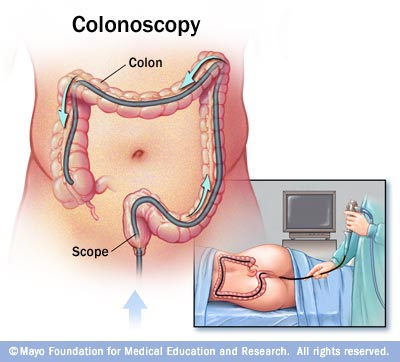 Colonoscopy
Colon
Scope
© Mayo Foundation for Medical Education and Research. All rights reserved.